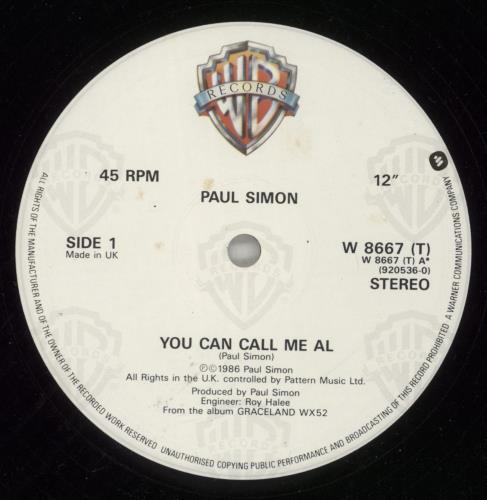 WB
RECORDS
45 RPM
12"
PAUL SIMON
SIDE 1
Made in UK
W 8667 (T)
W 8667 (T) A*
(920536-0)
STEREO
YOU CAN CALL ME AL
(Paul Simon)
℗©1986 Paul Simon
All Rights in the U.K. controlled by Pattern Music Ltd.
Produced by Paul Simon
Engineer: Roy Halee
From the album GRACELAND WX52
ALL RIGHTS OF THE MANUFACTURER AND OF THE OWNER OF THE RECORDED WORK RESERVED UNAUTHORISED COPYING PUBLIC PERFORMANCE AND BROADCASTING OF THIS RECORD PROHIBITED A WARNER COMMUNICATIONS COMPANY